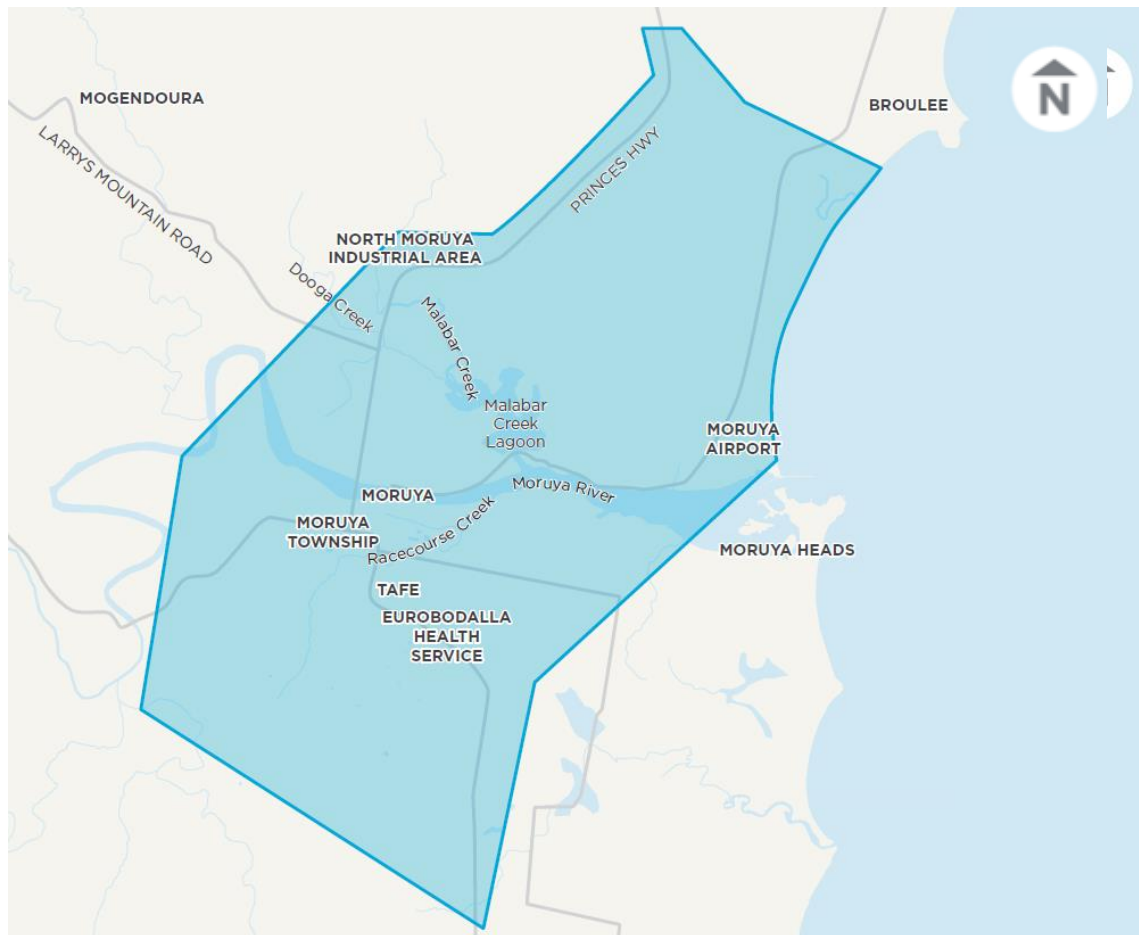 N
MOGENDOURA
BROULEE
LARRYS MOUNTAIN ROAD
PRINCES HWY
NORTH MORUYA
INDUSTRIAL AREA
Dooga Creek
Malabar Creek
Malabar
Creek
Lagoon
MORUYA
AIRPORT
MORUYA
Moruya River
MORUYA
TOWNSHIP
Racecourse Creek
MORUYA HEADS
TAFE
EUROBODALLA
HEALTH
SERVICE